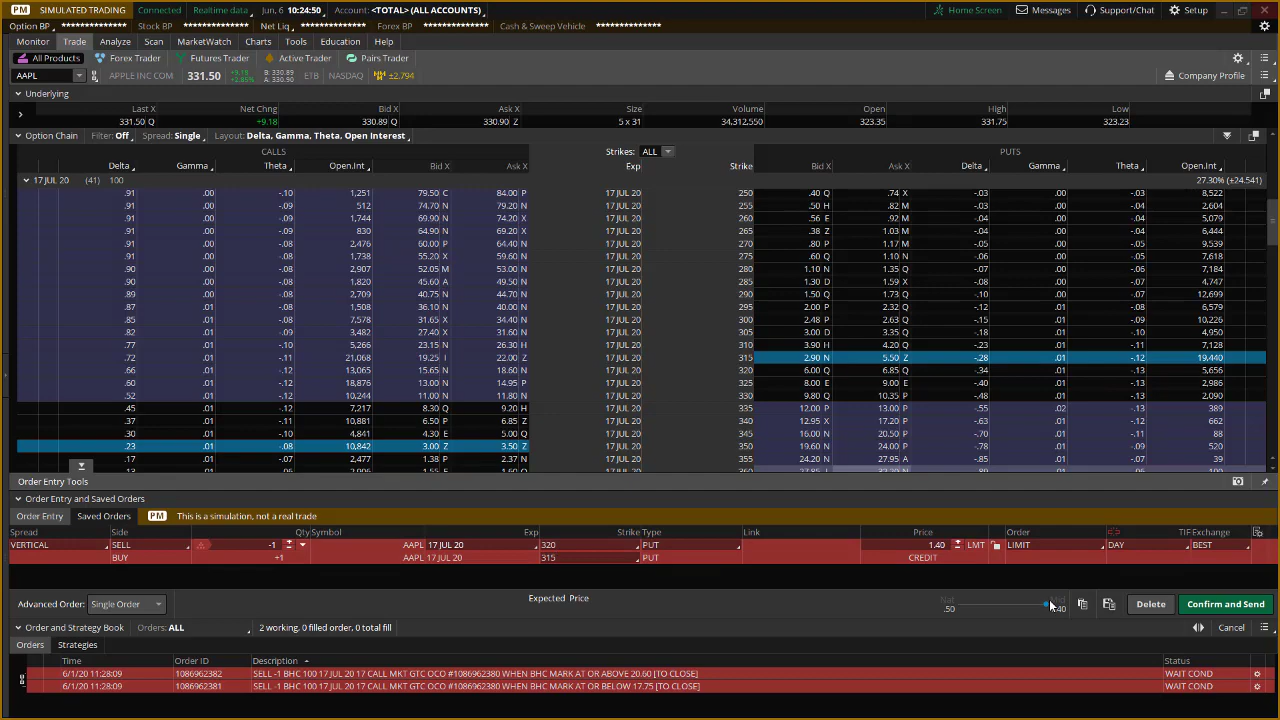 PM SIMULATED TRADING Connected Realtime data Jun, 6 10:24:50 Account: <TOTAL> (ALL ACCOUNTS) Home Screen Messages Support/Chat Setup
Option BP ************** Stock BP ************** Net Liq ************** Forex BP ************** Cash & Sweep Vehicle **************
Monitor Trade Analyze Scan MarketWatch Charts Tools Education Help
All Products Forex Trader Futures Trader Active Trader Pairs Trader
AAPL APPLE INC COM 331.50 +9.18 +2.85% B: 330.89 A: 330.90 ETB NASDAQ ±2.794 Company Profile
Underlying
Last X Net Chng Bid X Ask X Size Volume Open High Low
331.50 Q +9.18 330.89 Q 330.90 Z 5 x 31 34,312,550 323.35 331.75 323.23
Option Chain Filter: Off Spread: Single Layout: Delta, Gamma, Theta, Open Interest
CALLS Strikes: ALL PUTS
Delta Gamma Theta Open.Int Bid X Ask X Exp Strike Bid X Ask X Delta Gamma Theta Open.Int
17 JUL 20 (41) 100 27.30% (±24.541)
.91 .00 -.10 1,251 79.50 C 84.00 P 17 JUL 20 250 .40 Q .74 X -.03 .00 -.03 8,522
.91 .00 -.09 512 74.70 N 79.20 N 17 JUL 20 255 .50 H .82 M -.03 .00 -.03 2,604
.91 .00 -.09 1,744 69.90 N 74.20 X 17 JUL 20 260 .56 E .92 M -.04 .00 -.04 5,079
.91 .00 -.09 830 64.90 N 69.20 X 17 JUL 20 265 .38 Z 1.03 M -.04 .00 -.04 6,444
.91 .00 -.08 2,476 60.00 P 64.40 N 17 JUL 20 270 .80 P 1.17 M -.05 .00 -.05 9,539
.91 .00 -.08 1,738 55.20 X 59.60 N 17 JUL 20 275 .60 Q 1.10 N -.06 .00 -.05 7,618
.90 .00 -.08 2,907 52.05 M 53.00 N 17 JUL 20 280 1.10 N 1.35 Q -.07 .00 -.06 7,184
.90 .00 -.08 1,820 45.60 A 49.50 N 17 JUL 20 285 1.30 D 1.59 X -.08 .00 -.07 4,747
.89 .00 -.08 2,709 40.75 N 44.70 N 17 JUL 20 290 1.50 Q 1.73 Q -.10 .00 -.07 12,699
.87 .01 -.08 1,508 36.10 N 40.00 N 17 JUL 20 295 2.00 P 2.32 Q -.12 .01 -.08 6,579
.85 .01 -.08 7,578 31.65 X 34.40 N 17 JUL 20 300 2.48 P 2.63 Q -.15 .01 -.09 10,226
.82 .01 -.09 3,482 27.40 X 31.60 N 17 JUL 20 305 3.00 D 3.35 Q -.18 .01 -.10 4,950
.77 .01 -.10 5,266 23.15 N 26.30 N 17 JUL 20 310 3.90 H 4.20 Q -.23 .01 -.11 7,128
.72 .01 -.11 21,068 19.25 I 22.00 Z 17 JUL 20 315 2.90 N 5.50 Z -.28 .01 -.12 19,440
.66 .01 -.12 13,065 15.65 N 18.60 N 17 JUL 20 320 6.00 Q 6.85 Q -.34 .01 -.13 5,656
.60 .01 -.12 18,876 13.00 N 14.95 P 17 JUL 20 325 8.00 E 9.00 E -.40 .01 -.13 2,986
.52 .01 -.12 10,244 11.00 N 11.80 N 17 JUL 20 330 9.80 Q 10.35 P -.48 .01 -.13 2,090
.45 .01 -.12 7,217 8.30 Q 9.20 H 17 JUL 20 335 12.00 P 13.00 P -.55 .02 -.13 389
.37 .01 -.11 10,881 6.50 P 6.85 Z 17 JUL 20 340 12.95 X 17.20 P -.63 .01 -.12 662
.30 .01 -.10 4,841 4.30 E 5.00 Q 17 JUL 20 345 16.00 N 20.50 P -.70 .01 -.11 88
.23 .01 -.08 10,842 3.00 Z 3.50 Z 17 JUL 20 350 19.60 N 24.00 P -.78 .01 -.09 520
.17 .01 -.07 2,477 1.38 P 2.37 N 17 JUL 20 355 24.20 N 27.95 P -.85 .01 -.07 39
Order Entry Tools
Order Entry and Saved Orders
Order Entry Saved Orders PM This is a simulation, not a real trade
Spread Side Qty Symbol Exp Strike Type Link Price Order TIF Exchange
VERTICAL SELL -1 AAPL 17 JUL 20 320 PUT 1.40 LMT LIMIT DAY BEST
BUY +1 AAPL 17 JUL 20 315 PUT CREDIT
Advanced Order: Single Order Expected Price Nat .50 Mid Delete Confirm and Send
Order and Strategy Book Orders: ALL 2 working, 0 filled order, 0 total fill Cancel
Orders Strategies
Time Order ID Description Status
6/1/20 11:28:09 1086962382 SELL -1 BHC 100 17 JUL 20 17 CALL MKT GTC OCO #1086962380 WHEN BHC MARK AT OR ABOVE 20.60 [TO CLOSE] WAIT COND
6/1/20 11:28:09 1086962381 SELL -1 BHC 100 17 JUL 20 17 CALL MKT GTC OCO #1086962380 WHEN BHC MARK AT OR BELOW 17.75 [TO CLOSE] WAIT COND